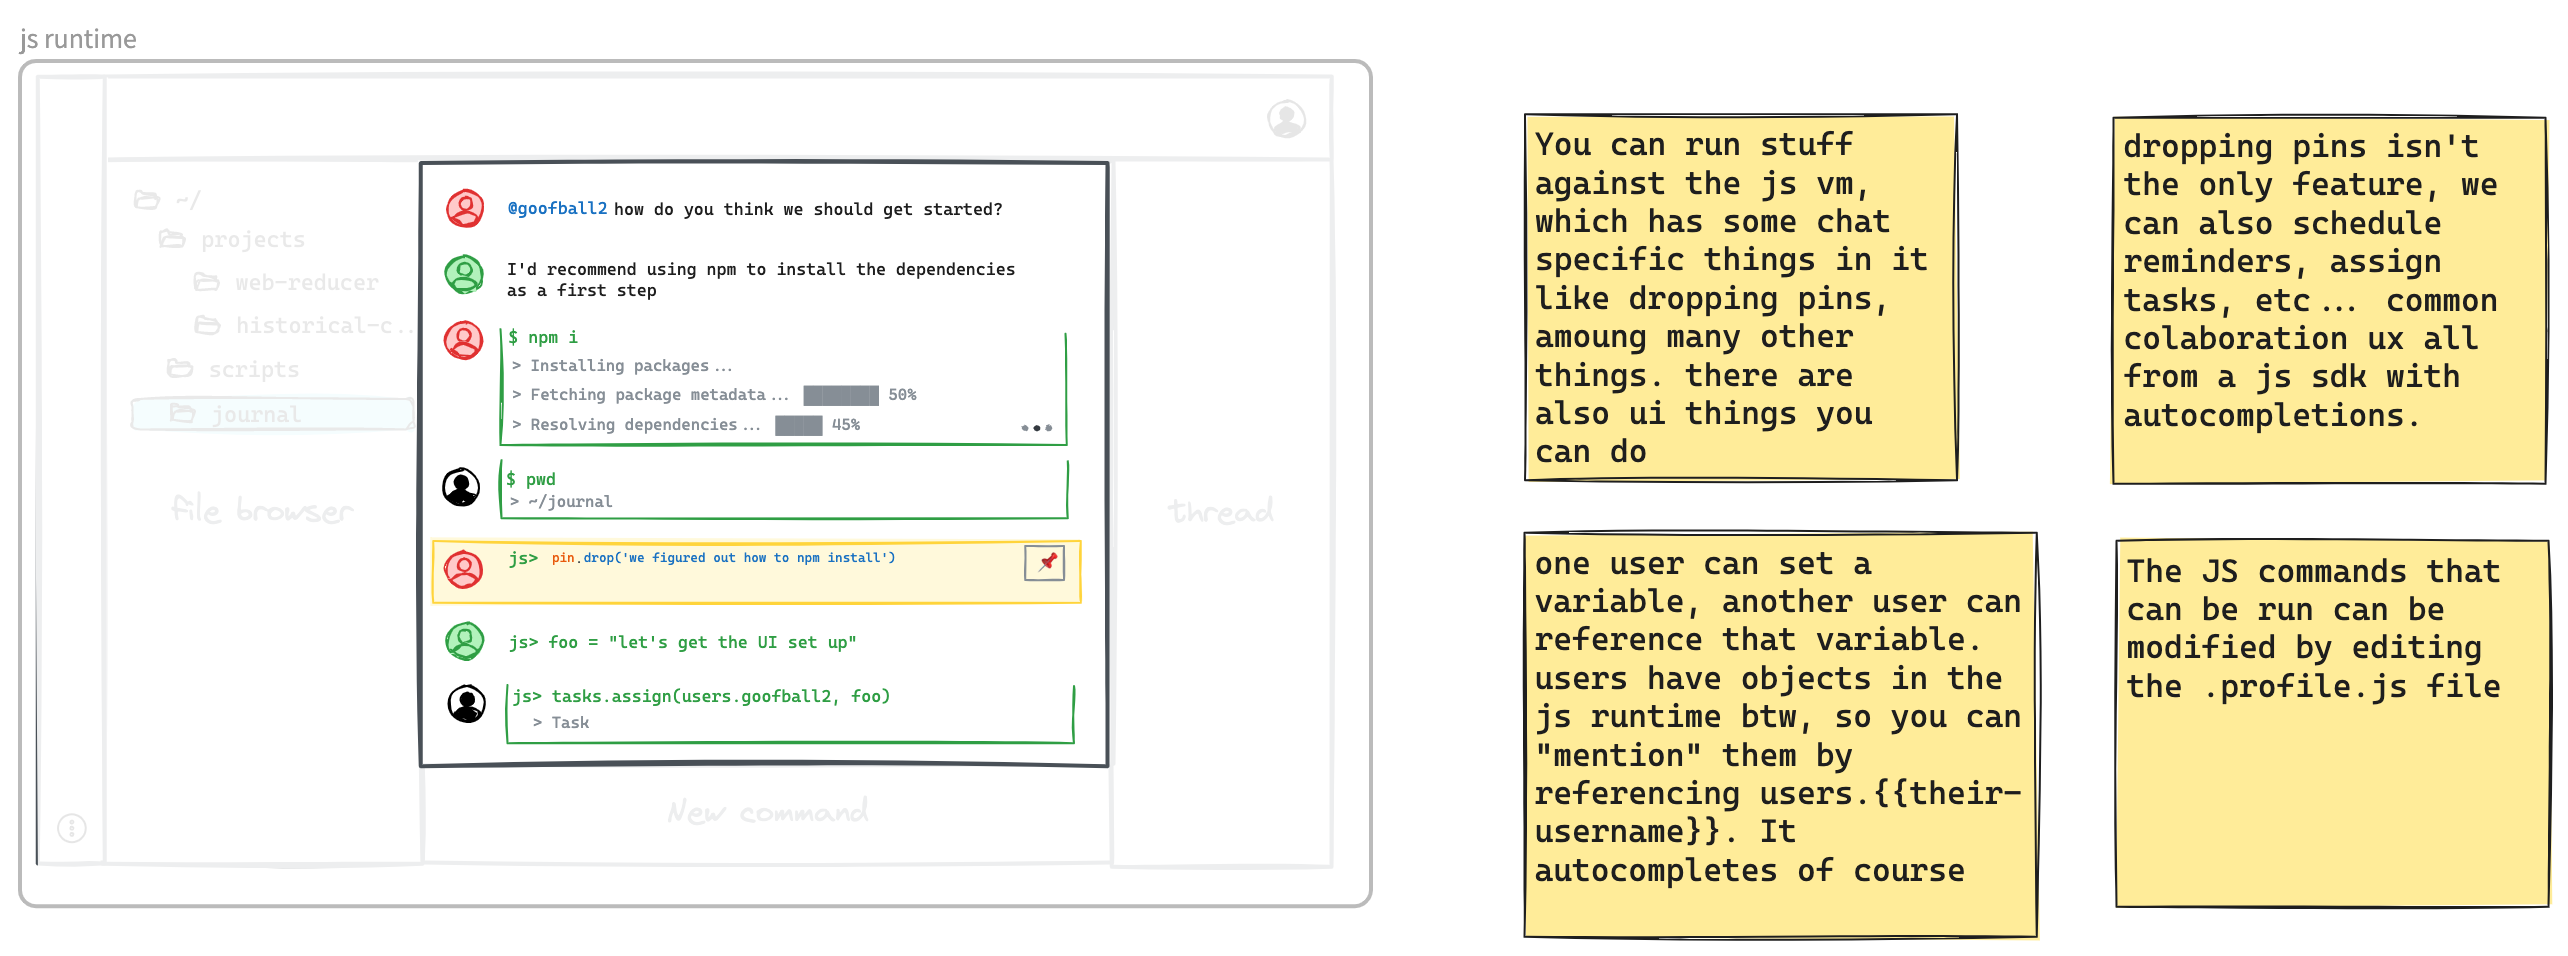 js runtime
~/
projects
web-reducer
historical-c..
scripts
journal
file browser
@goofball2 how do you think we should get started?
I'd recommend using npm to install the dependencies
as a first step
$ npm i
> Installing packages...
> Fetching package metadata... 50%
> Resolving dependencies... 45%
$ pwd
> ~/journal
js> pin.drop('we figured out how to npm install')
js> foo = "let's get the UI set up"
js> tasks.assign(users.goofball2, foo)
> Task
New command
thread
You can run stuff
against the js vm,
which has some chat
specific things in it
like dropping pins,
amoung many other
things. there are
also ui things you
can do
dropping pins isn't
the only feature, we
can also schedule
reminders, assign
tasks, etc... common
colaboration ux all
from a js sdk with
autocompletions.
one user can set a
variable, another user can
reference that variable.
users have objects in the
js runtime btw, so you can
"mention" them by
referencing users.{{their-
username}}. It
autocompletes of course
The JS commands that
can be run can be
modified by editing
the .profile.js file